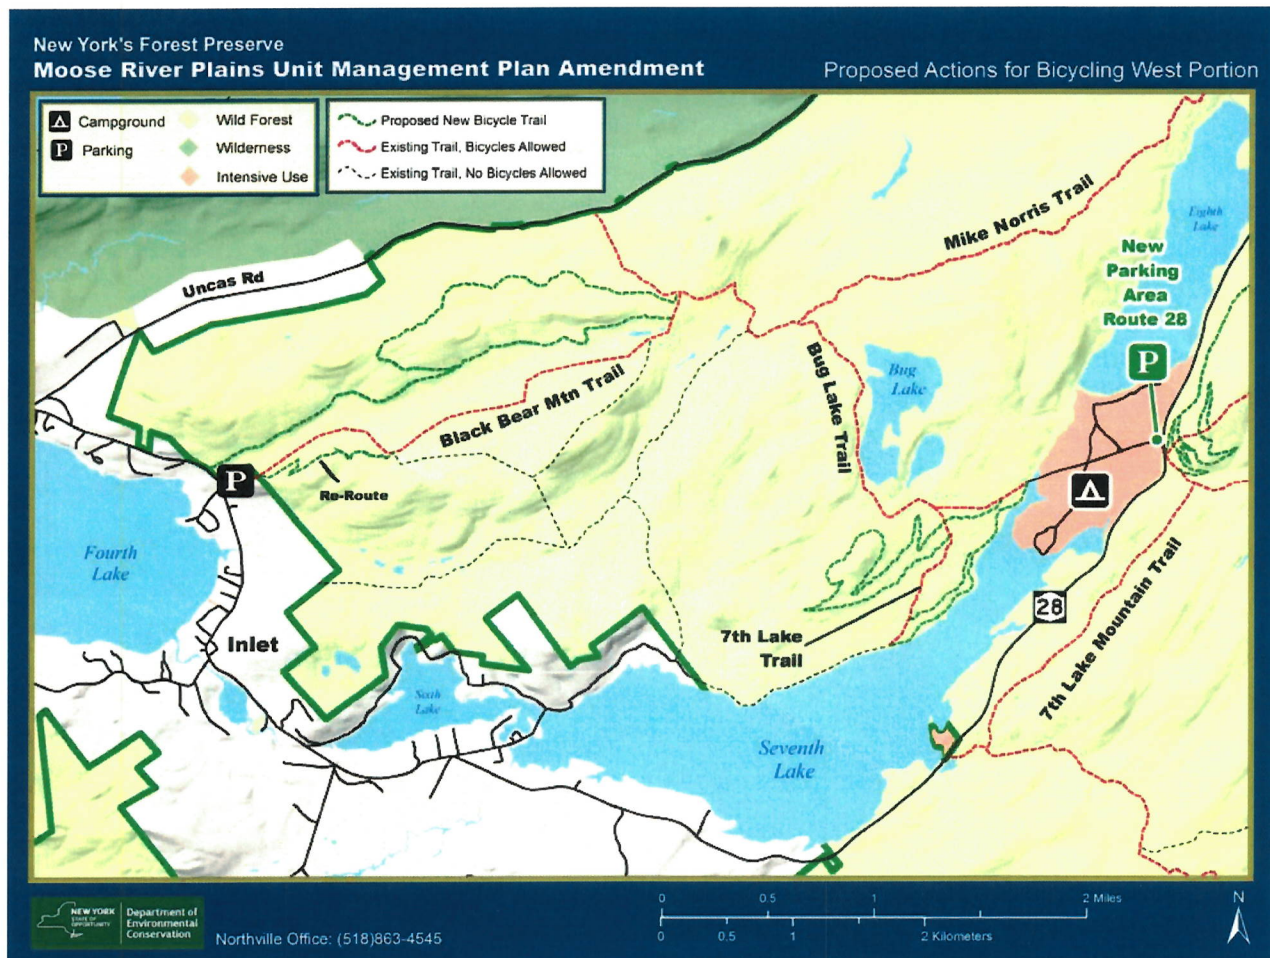 New York's Forest Preserve
Moose River Plains Unit Management Plan Amendment
Proposed Actions for Bicycling West Portion
Campground
Parking
Wild Forest
Wilderness
Intensive Use
Proposed New Bicycle Trail
Existing Trail, Bicycles Allowed
Existing Trail, No Bicycles Allowed
Uncas Rd
Mike Norris Trail
Eighth
Lake
New
Parking
Area
Route 28
P
Bug
Lake
Bug Lake Trail
Black Bear Mtn Trail
P
Re-Route
Fourth
Lake
28
Inlet
7th Lake
Trail
7th Lake Mountain Trail
Sixth
Lake
Seventh
Lake
NEW YORK
STATE OF
OPPORTUNITY
Department of
Environmental
Conservation
Northville Office: (518)863-4545
0 0.5 1 2 Miles
0 0.5 1 2 Kilometers
N